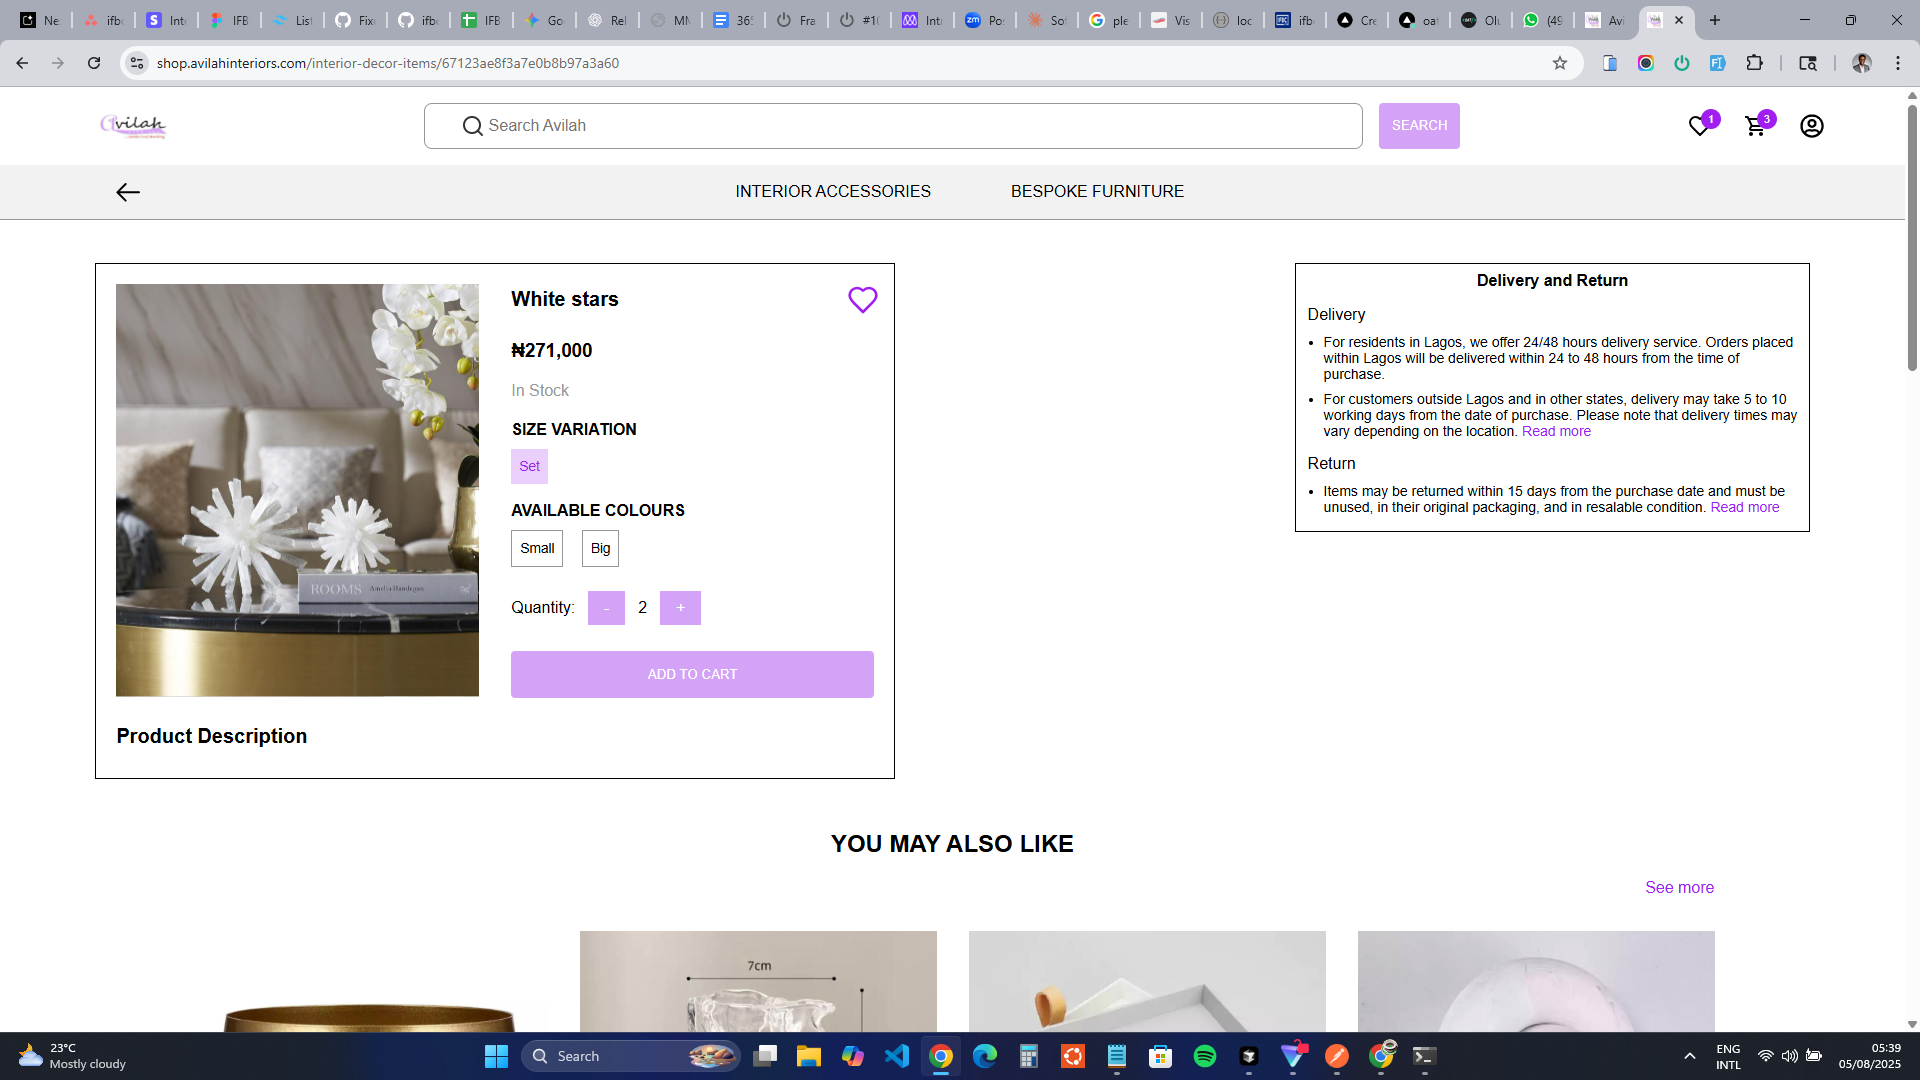 Ne
ifb
Int
IFB
List
Fix
ifb
IFB
Go
Rel
MN
365
Fra
#10
Intr
Pos
Sof
ple
Vis
loc
ifb
Cre
oat
Olu
(49
Avi
shop.avilahinteriors.com/interior-decor-items/67123ae8f3a7e0b8b97a3a60
Avilah
Search Avilah
SEARCH
1
3
INTERIOR ACCESSORIES
BESPOKE FURNITURE
White stars
₦271,000
In Stock
SIZE VARIATION
Set
AVAILABLE COLOURS
Small
Big
Quantity:
-
2
+
ADD TO CART
ROOMS
Product Description
Delivery and Return
Delivery
• For residents in Lagos, we offer 24/48 hours delivery service. Orders placed
within Lagos will be delivered within 24 to 48 hours from the time of
purchase.
• For customers outside Lagos and in other states, delivery may take 5 to 10
working days from the date of purchase. Please note that delivery times may
vary depending on the location. Read more
Return
• Items may be returned within 15 days from the purchase date and must be
unused, in their original packaging, and in resalable condition. Read more
YOU MAY ALSO LIKE
See more
7cm
23°C
Mostly cloudy
Search
ENG
INTL
05:39
05/08/2025